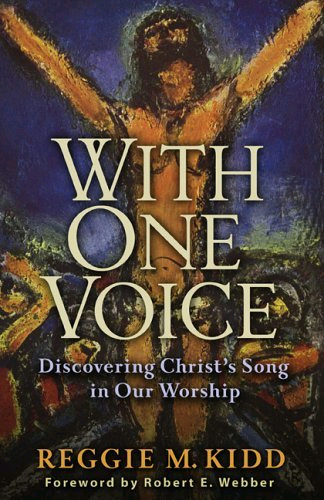 WITH
ONE
VOICE
Discovering Christ's Song
in Our Worship
REGGIE M. KIDD
Foreword by Robert E. Webber